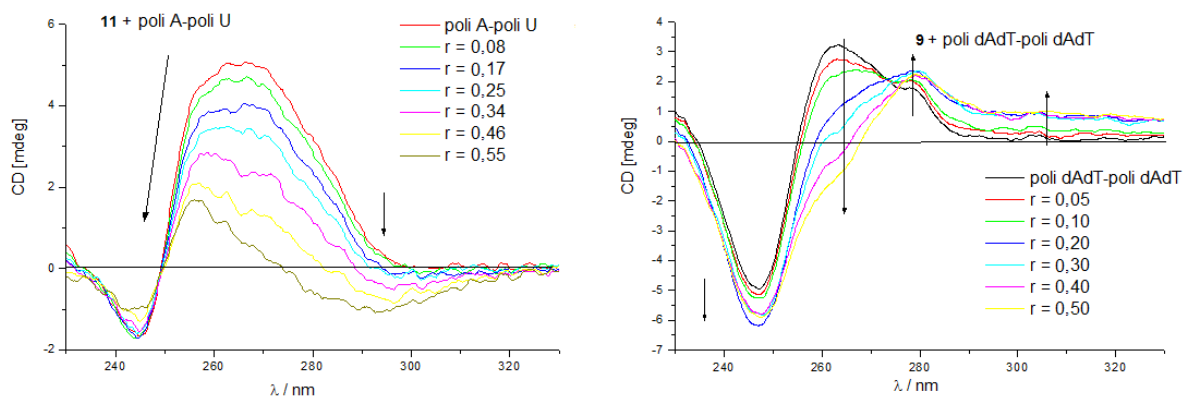 11 + poli A-poli U
poli A-poli U
r = 0,08
r = 0,17
r = 0,25
r = 0,34
r = 0,46
r = 0,55
CD [mdeg]
6
4
2
0
-2
240
260
280
300
320
λ / nm
9 + poli dAdT-poli dAdT
poli dAdT-poli dAdT
r = 0,05
r = 0,10
r = 0,20
r = 0,30
r = 0,40
r = 0,50
CD [mdeg]
4
3
2
1
0
-1
-2
-3
-4
-5
-6
-7
240
260
280
300
320
λ / nm